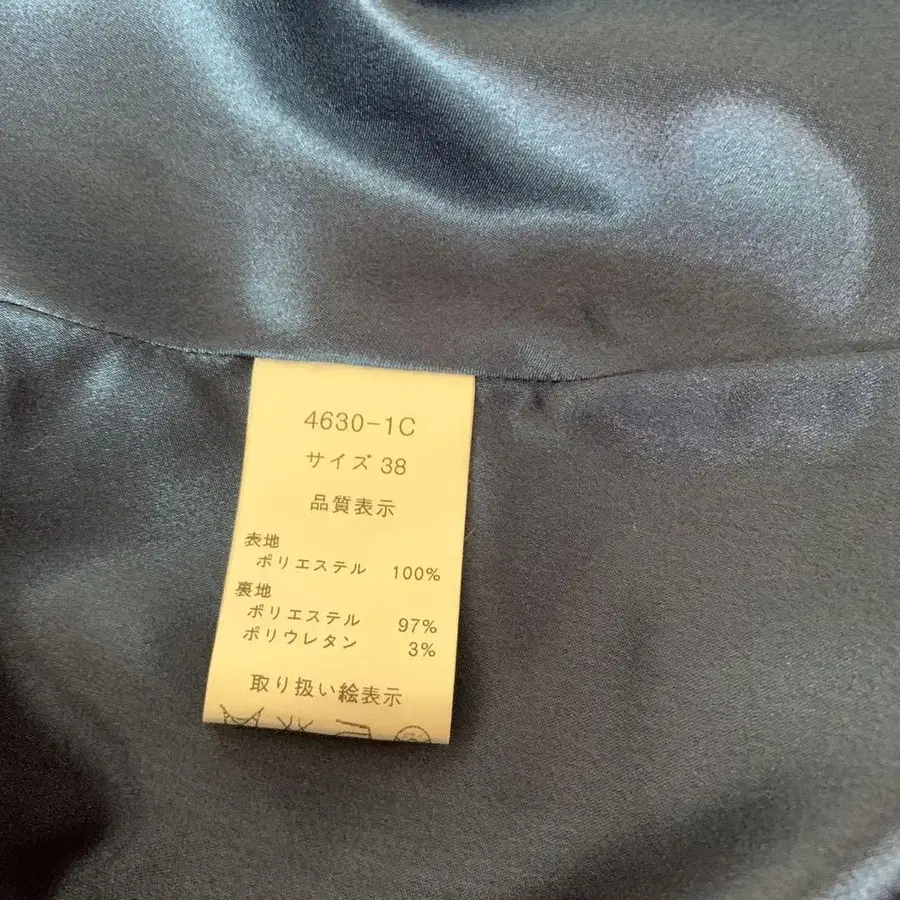 4630-1C
サイズ 38
品質表示
表地
ポリエステル 100%
裏地
ポリエステル 97%
ポリウレタン 3%
取り扱い絵表示